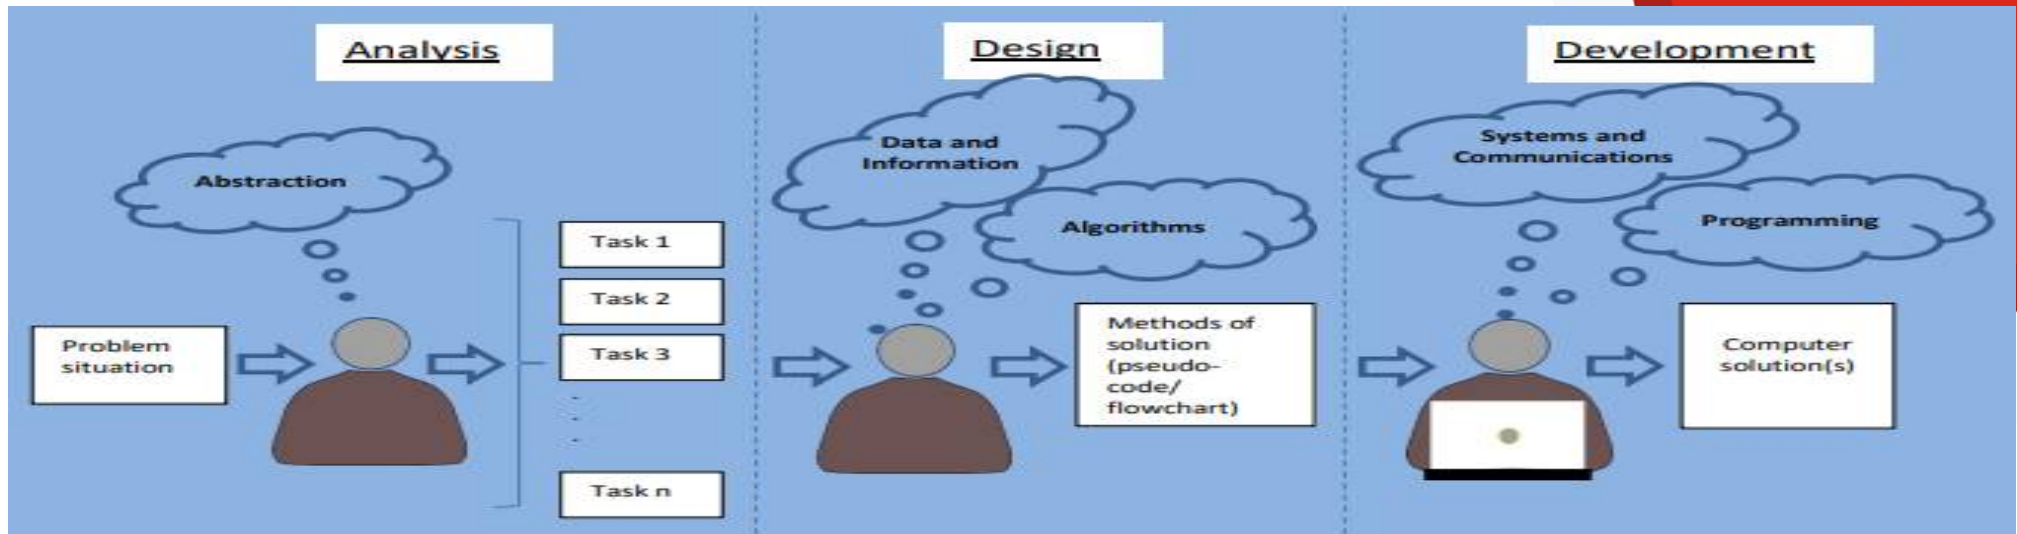 Analysis
Abstraction
Problem
situation
Task 1
Task 2
Task 3
Task n
Design
Data and
Information
Algorithms
Methods of
solution
(pseudo-
code/
flowchart)
Development
Systems and
Communications
Programming
Computer
solution(s)